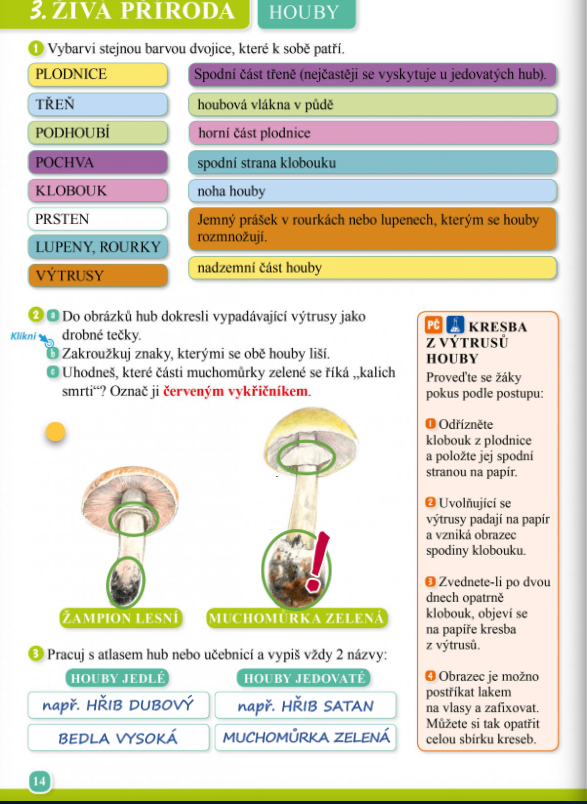 3. ŽIVÁ PŘÍRODA
HOUBY
1 Vybarvi stejnou barvou dvojice, které k sobě patří.
PLODNICE
Spodní část třeně (nejčastěji se vyskytuje u jedovatých hub).
TŘEŇ
houbová vlákna v půdě
PODHOUBÍ
horní část plodnice
POCHVA
spodní strana klobouku
KLOBOUK
noha houby
PRSTEN
Jemný prášek v rourkách nebo lupenech, kterým se houby
rozmnožují.
LUPENY, ROURKY
VÝTRUSY
nadzemní část houby
2 a Do obrázků hub dokresli vypadávající výtrusy jako
drobné tečky.
Klikni
b Zakroužkuj znaky, kterými se obě houby liší.
c Uhodneš, které části muchomůrky zelené se říká „kalich
smrti“? Označ ji červeným vykřičníkem.
!
ŽAMPION LESNÍ
MUCHOMŮRKA ZELENÁ
3 Pracuj s atlasem hub nebo učebnicí a vypiš vždy 2 názvy:
HOUBY JEDLÉ
HOUBY JEDOVATÉ
např. HŘIB DUBOVÝ
např. HŘIB SATAN
BEDLA VYSOKÁ
MUCHOMŮRKA ZELENÁ
PČ KRESBA
Z VÝTRUSŮ
HOUBY
Proveďte se žáky
pokus podle postupu:
1 Odřízněte
klobouk z plodnice
a položte jej spodní
stranou na papír.
2 Uvolňující se
výtrusy padají na papír
a vzniká obrazec
spodiny klobouku.
3 Zvednete-li po dvou
dnech opatrně
klobouk, objeví se
na papíře kresba
z výtrusů.
4 Obrazec je možno
postříkat lakem
na vlasy a zafixovat.
Můžete si tak opatřit
celou sbírku kreseb.
14